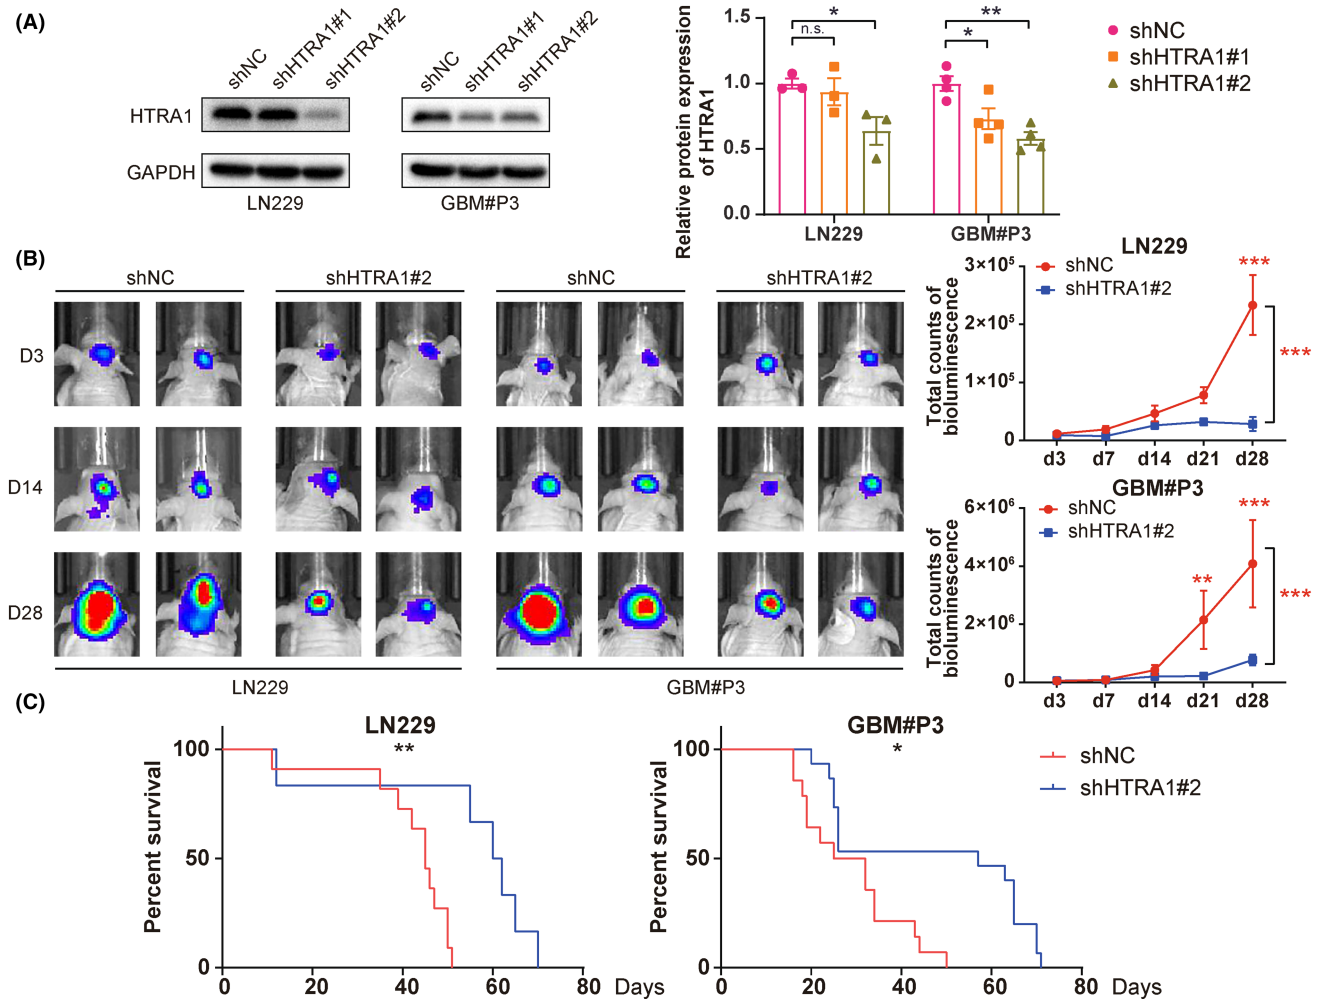 (A)
shNC
shHTRA1#1
shHTRA1#2
shNC
shHTRA1#1
shHTRA1#2
HTRA1
GAPDH
LN229
GBM#P3
Relative protein expression
of HTRA1
1.5
1.0
0.5
0.0
*
n.s.
**
*
LN229
GBM#P3
shNC
shHTRA1#1
shHTRA1#2
(B)
shNC
shHTRA1#2
shNC
shHTRA1#2
D3
D14
D28
LN229
GBM#P3
LN229
shNC
shHTRA1#2
Total counts of
bioluminescence
3×10⁵
2×10⁵
1×10⁵
0
***
***
d3 d7 d14 d21 d28
GBM#P3
shNC
shHTRA1#2
Total counts of
bioluminescence
6×10⁶
4×10⁶
2×10⁶
0
**
***
***
d3 d7 d14 d21 d28
(C)
LN229
**
Percent survival
100
50
0
0 20 40 60 80 Days
GBM#P3
*
Percent survival
100
50
0
0 20 40 60 80 Days
shNC
shHTRA1#2